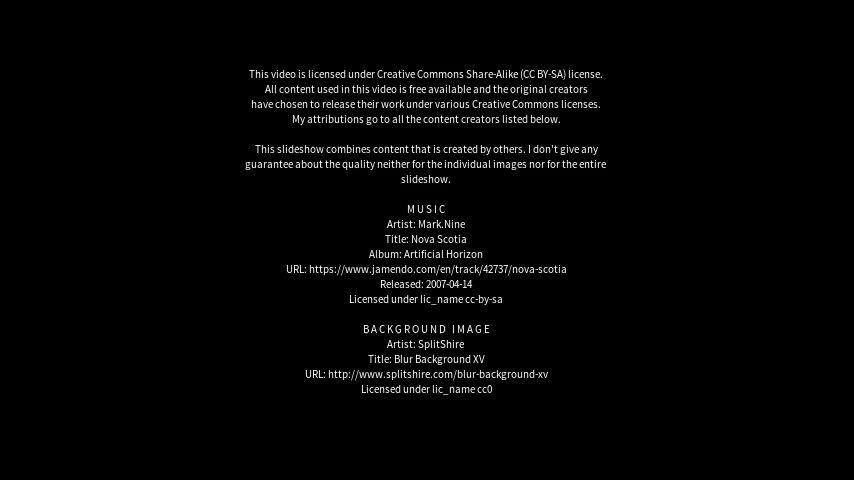 This video is licensed under Creative Commons Share-Alike (CC BY-SA) license.
All content used in this video is free available and the original creators
have chosen to release their work under various Creative Commons licenses.
My attributions go to all the content creators listed below.
This slideshow combines content that is created by others. I don't give any
guarantee about the quality neither for the individual images nor for the entire
slideshow.
MUSIC
Artist: Mark.Nine
Title: Nova Scotia
Album: Artificial Horizon
URL: https://www.jamendo.com/en/track/42737/nova-scotia
Released: 2007-04-14
Licensed under lic_name cc-by-sa
BACKGROUND IMAGE
Artist: SplitShire
Title: Blur Background XV
URL: http://www.splitshire.com/blur-background-xv
Licensed under lic_name cc0